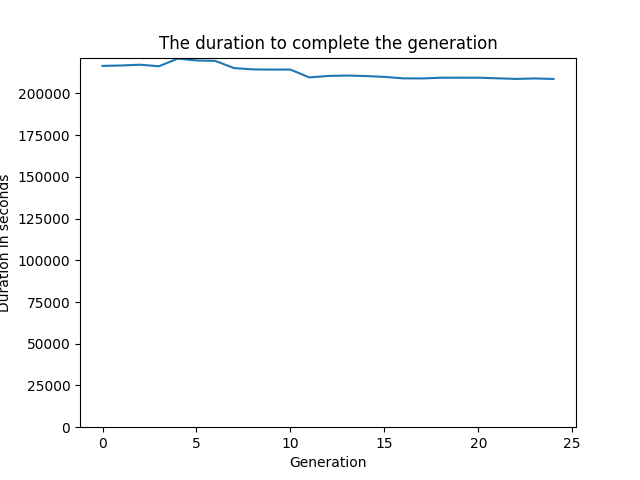 The duration to complete the generation
200000
175000
150000
125000
100000
75000
50000
25000
0
Duration in seconds
0 5 10 15 20 25
Generation